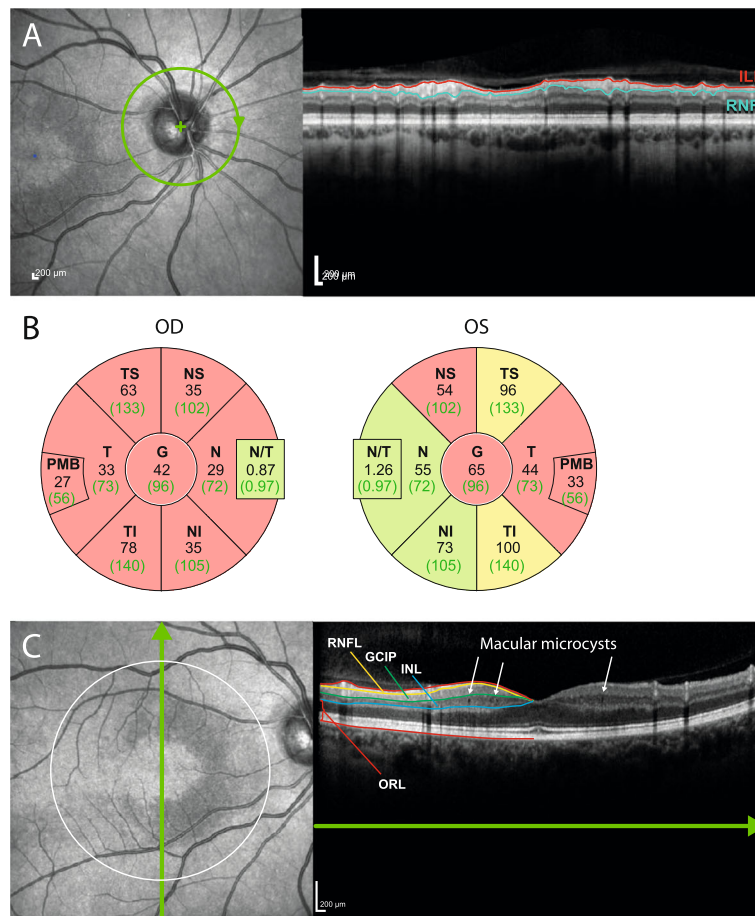 A
ILM
RNFL
200 µm
200 µm
B
OD
OS
TS
63
(133)
NS
35
(102)
T
33
(73)
G
42
(96)
N
29
(72)
N/T
0.87
(0.97)
PMB
27
(56)
TI
78
(140)
NI
35
(105)
NS
54
(102)
TS
96
(133)
N/T
1.26
(0.97)
N
55
(72)
G
65
(96)
T
44
(73)
PMB
33
(56)
NI
73
(105)
TI
100
(140)
C
RNFL
GCIP
INL
Macular microcysts
ORL
200 µm